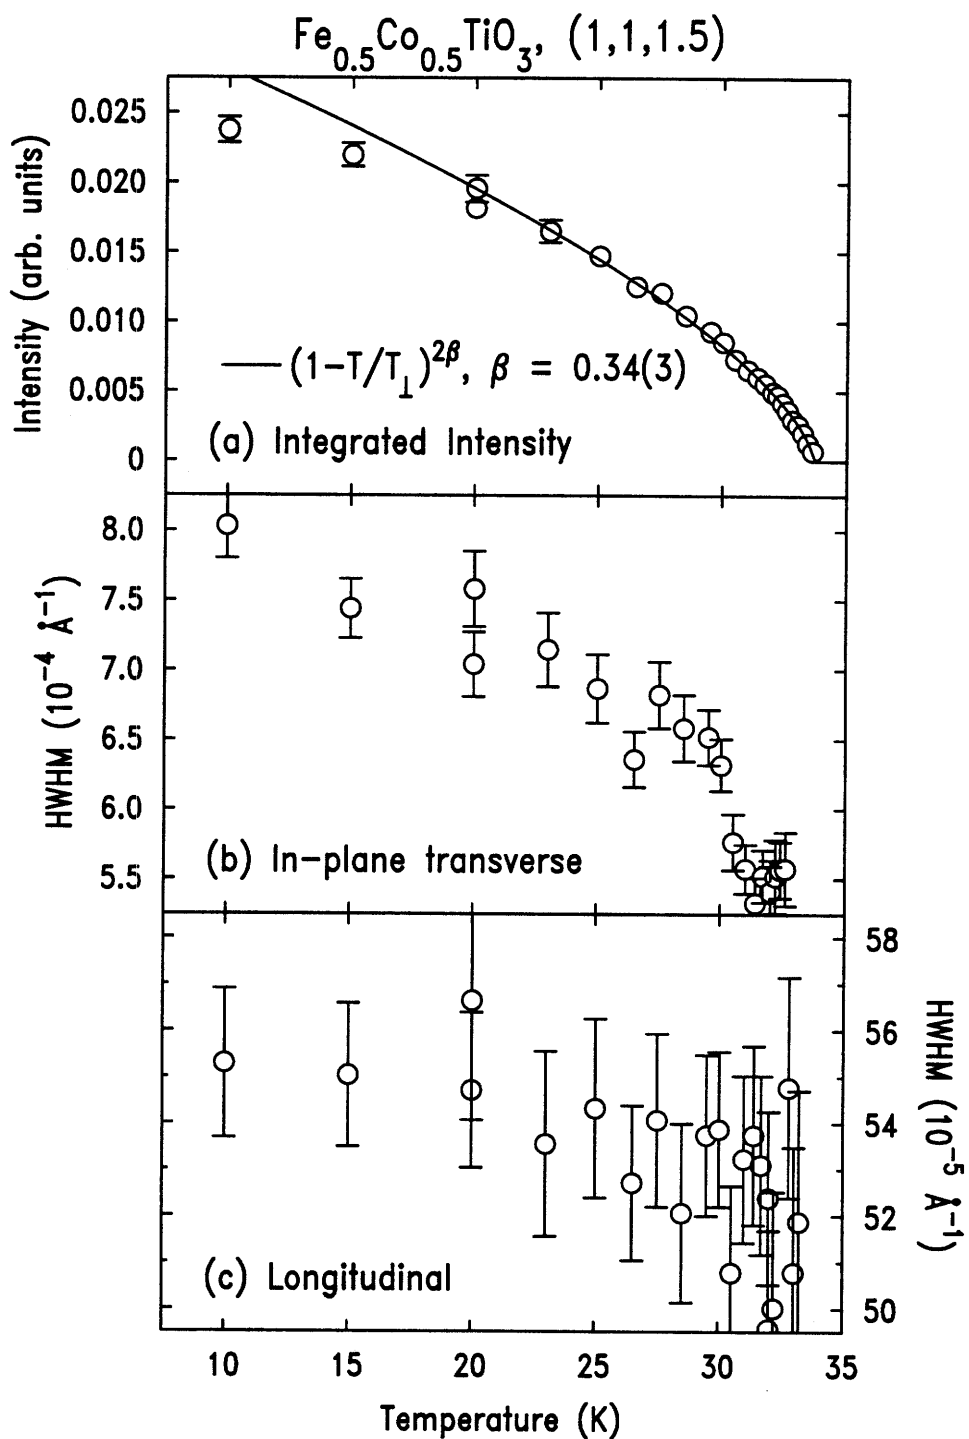 Fe0.5Co0.5TiO3, (1,1,1.5)
Intensity (arb. units)
0.025
0.020
0.015
0.010
0.005
0
(1−T/T⊥)^2β, β = 0.34(3)
(a) Integrated Intensity
HWHM (10^−4 Å^−1)
8.0
7.5
7.0
6.5
6.0
5.5
(b) In−plane transverse
58
56
54
52
50
HWHM (10^−5 Å^−1)
(c) Longitudinal
10 15 20 25 30 35
Temperature (K)